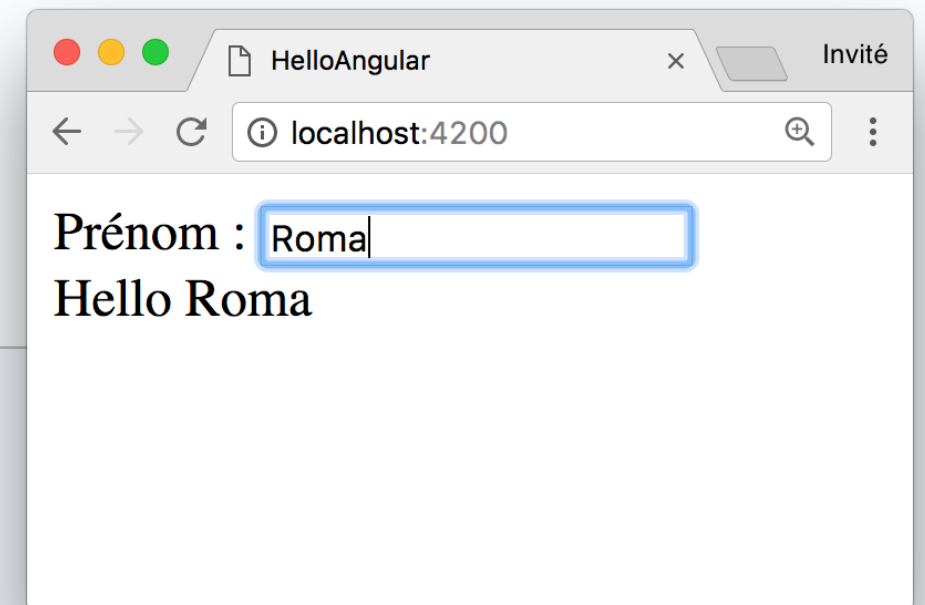 HelloAngular
Invité
localhost:4200
Prénom : Roma
Hello Roma